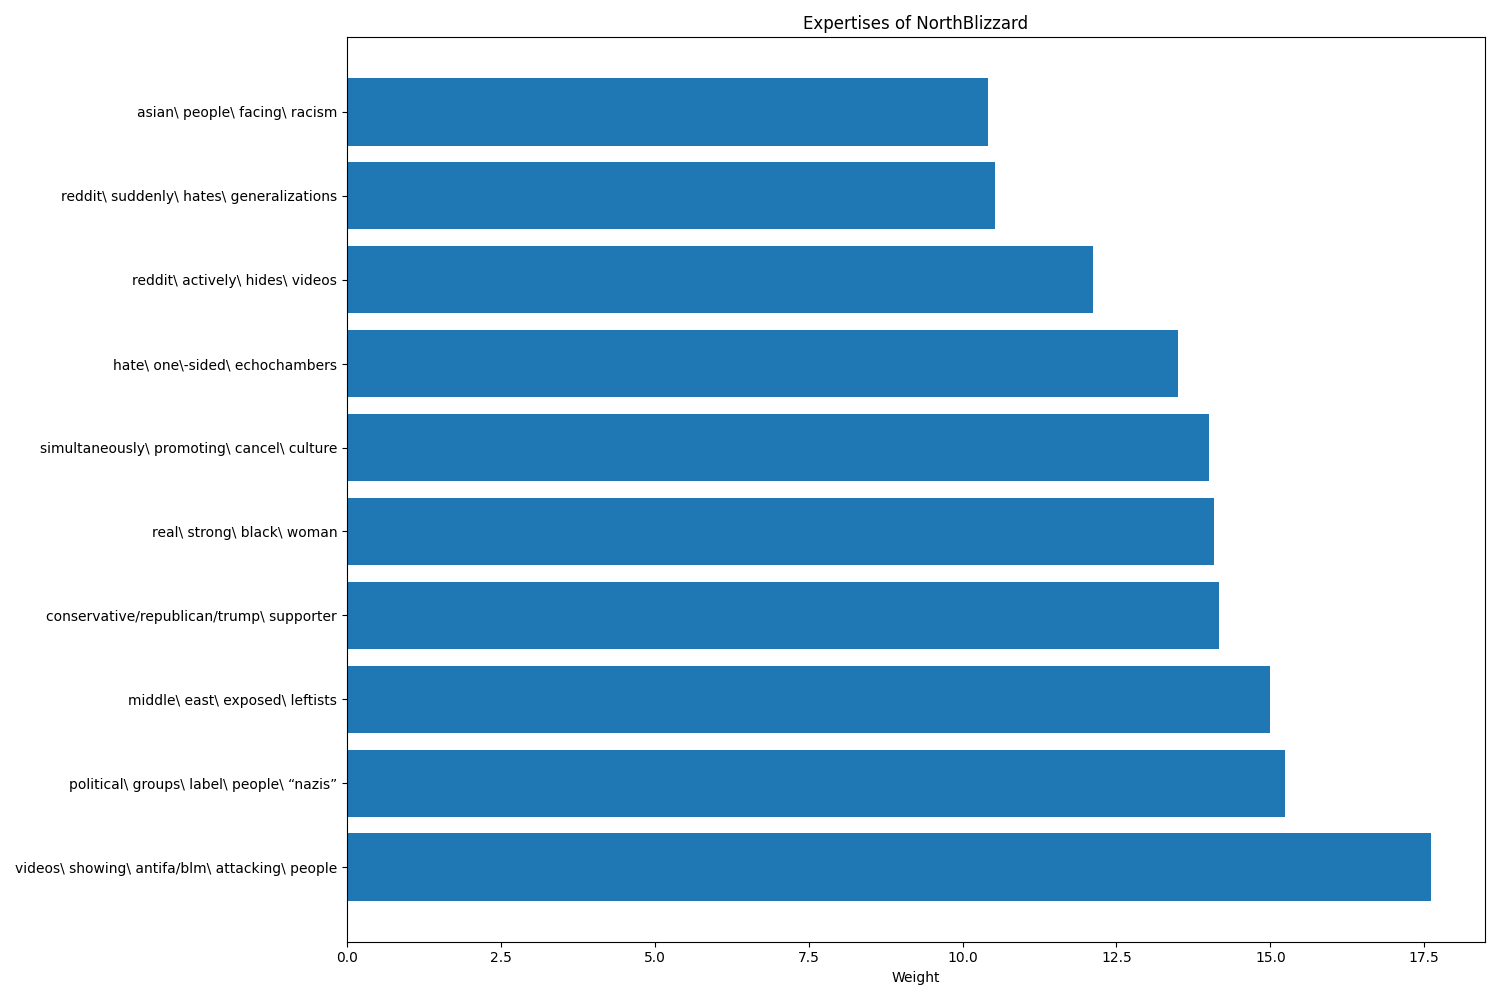 Expertises of NorthBlizzard
asian\ people\ facing\ racism
reddit\ suddenly\ hates\ generalizations
reddit\ actively\ hides\ videos
hate\ one\-sided\ echochambers
simultaneously\ promoting\ cancel\ culture
real\ strong\ black\ woman
conservative/republican/trump\ supporter
middle\ east\ exposed\ leftists
political\ groups\ label\ people\ “nazis”
videos\ showing\ antifa/blm\ attacking\ people
0.0 2.5 5.0 7.5 10.0 12.5 15.0 17.5
Weight